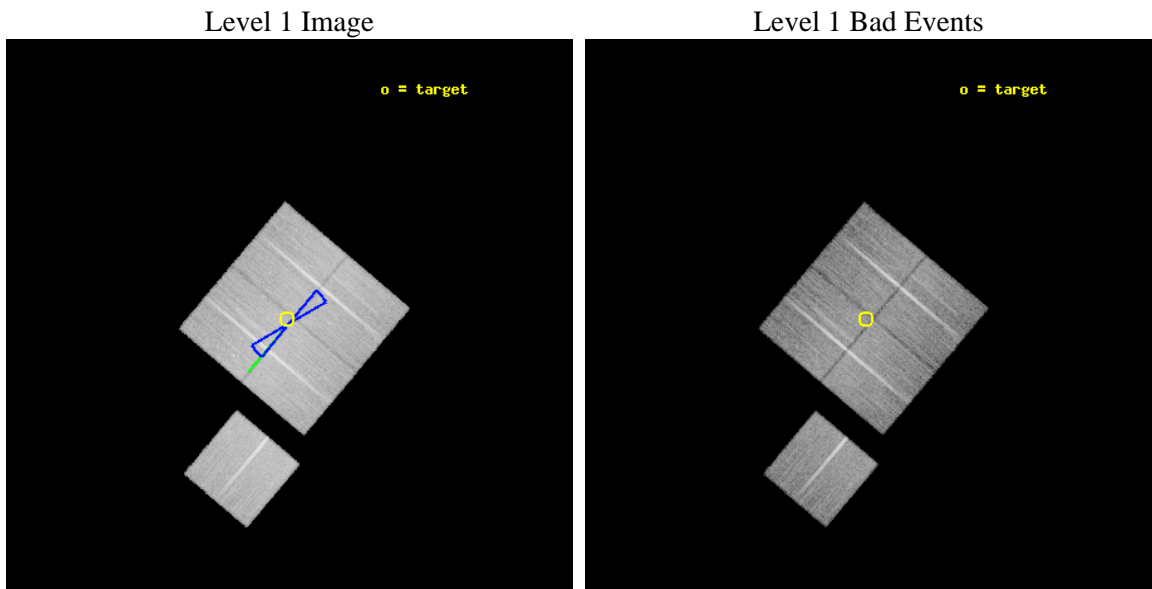 Level 1 Image
Level 1 Bad Events
o = target
o = target